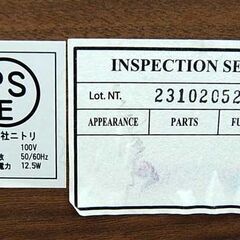 PS
E
社ニトリ
100V
数 50/60Hz
電力 12.5W
INSPECTION SE
Lot. NT. 23102052
APPEARANCE PARTS FU